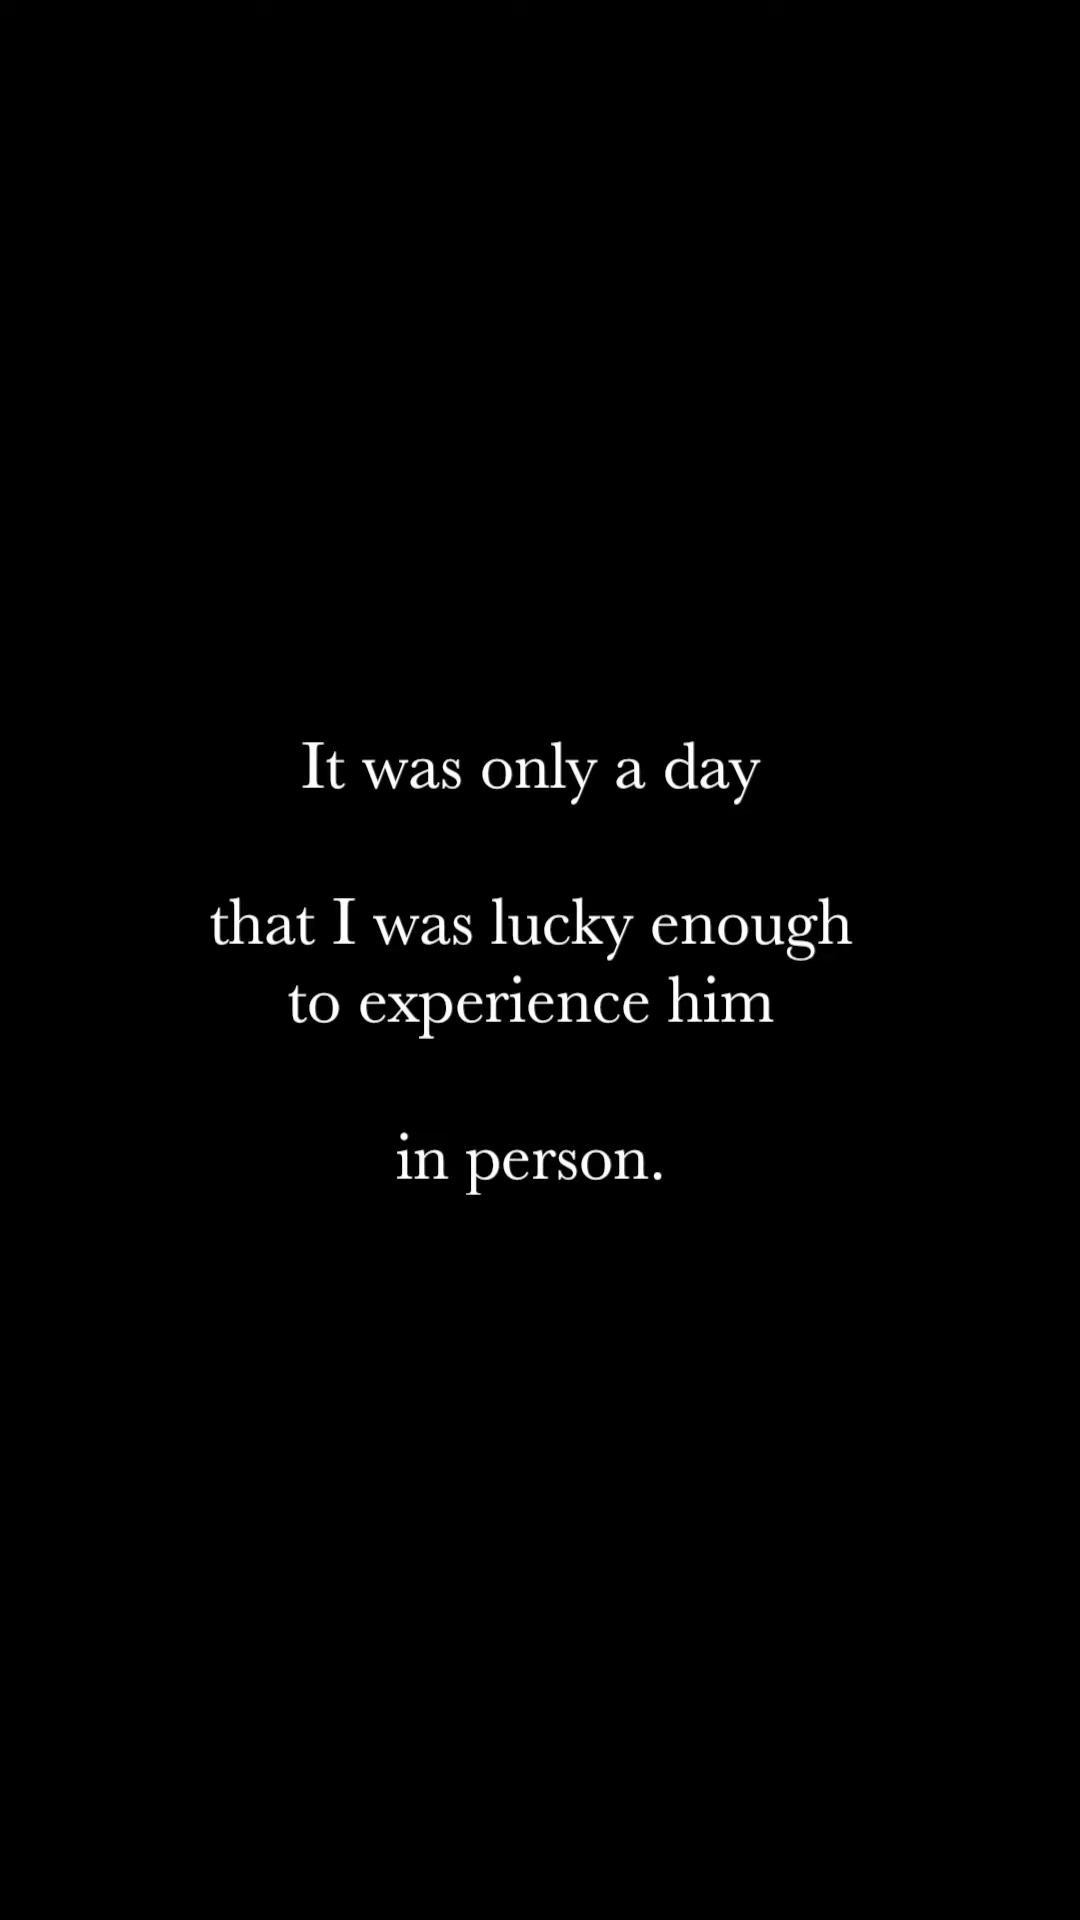 It was only a day
that I was lucky enough
to experience him
in person.